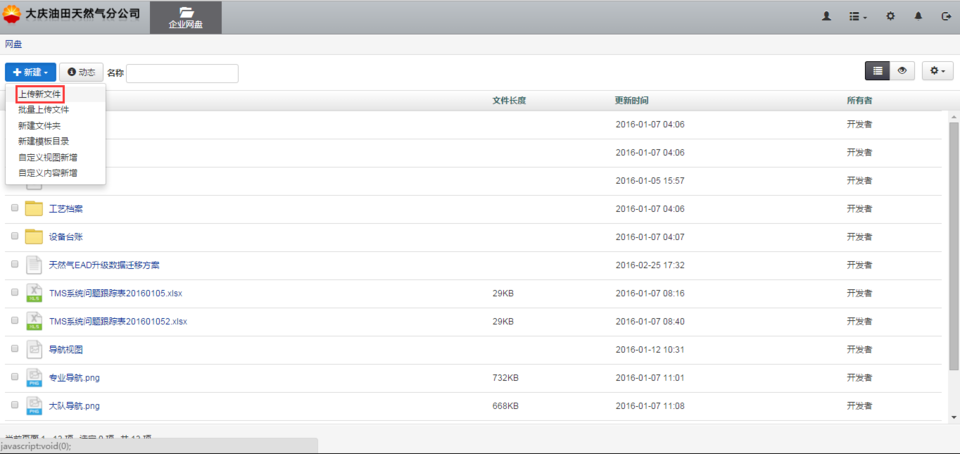 大庆油田天然气分公司
企业网盘
网盘
新建
动态
名称
上传新文件
批量上传文件
新建文件夹
新建模板目录
自定义视图新增
自定义内容新增
文件长度 更新时间 所有者
2016-01-07 04:06 开发者
2016-01-07 04:06 开发者
2016-01-05 15:57 开发者
工艺档案 2016-01-07 04:06 开发者
设备台账 2016-01-07 04:07 开发者
天然气EAD升级数据迁移方案 2016-02-25 17:32 开发者
TMS系统问题跟踪表20160105.xlsx 29KB 2016-01-07 08:16 开发者
TMS系统问题跟踪表201601052.xlsx 29KB 2016-01-07 08:40 开发者
导航视图 2016-01-12 10:31 开发者
专业导航.png 732KB 2016-01-07 11:01 开发者
大队导航.png 668KB 2016-01-07 11:08 开发者
javascript:void(0);